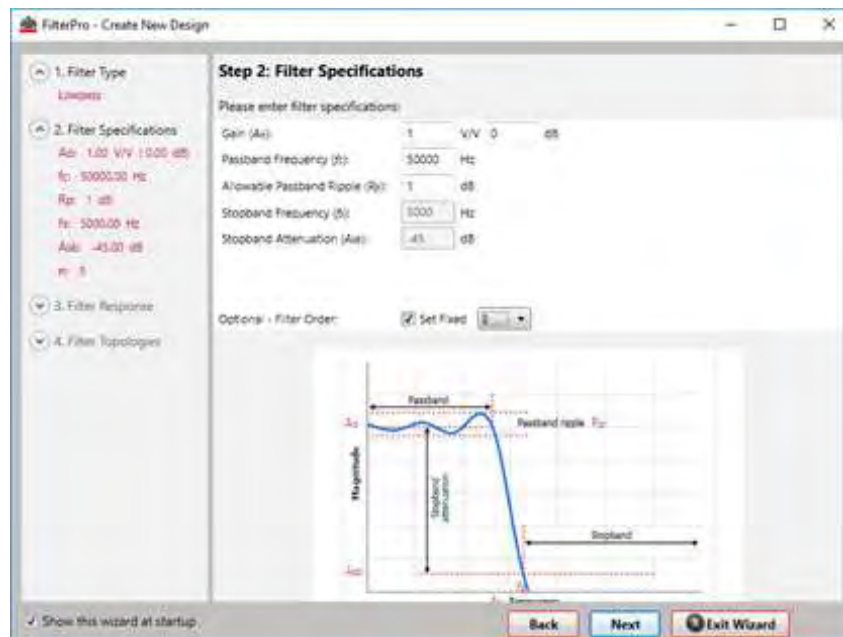 FilterPro - Create New Design
1. Filter Type
Lowpass
2. Filter Specifications
Ao: 1.00 V/V (0.00 dB)
fc: 50000.00 Hz
Rp: 1 dB
fs: 5000.00 Hz
Asb: -45.00 dB
3. Filter Response
4. Filter Topologies
Step 2: Filter Specifications
Please enter filter specifications:
Gain (Ao): 1 V/V 0 dB
Passband Frequency (fc): 50000 Hz
Allowable Passband Ripple (Rp): 1 dB
Stopband Frequency (fs): 5000 Hz
Stopband Attenuation (Asb): -45 dB
Optional - Filter Order: Set Fixed
Passband
Passband ripple
Magnitude
Stopband attenuation
Stopband
Show this wizard at startup
Back Next Exit Wizard